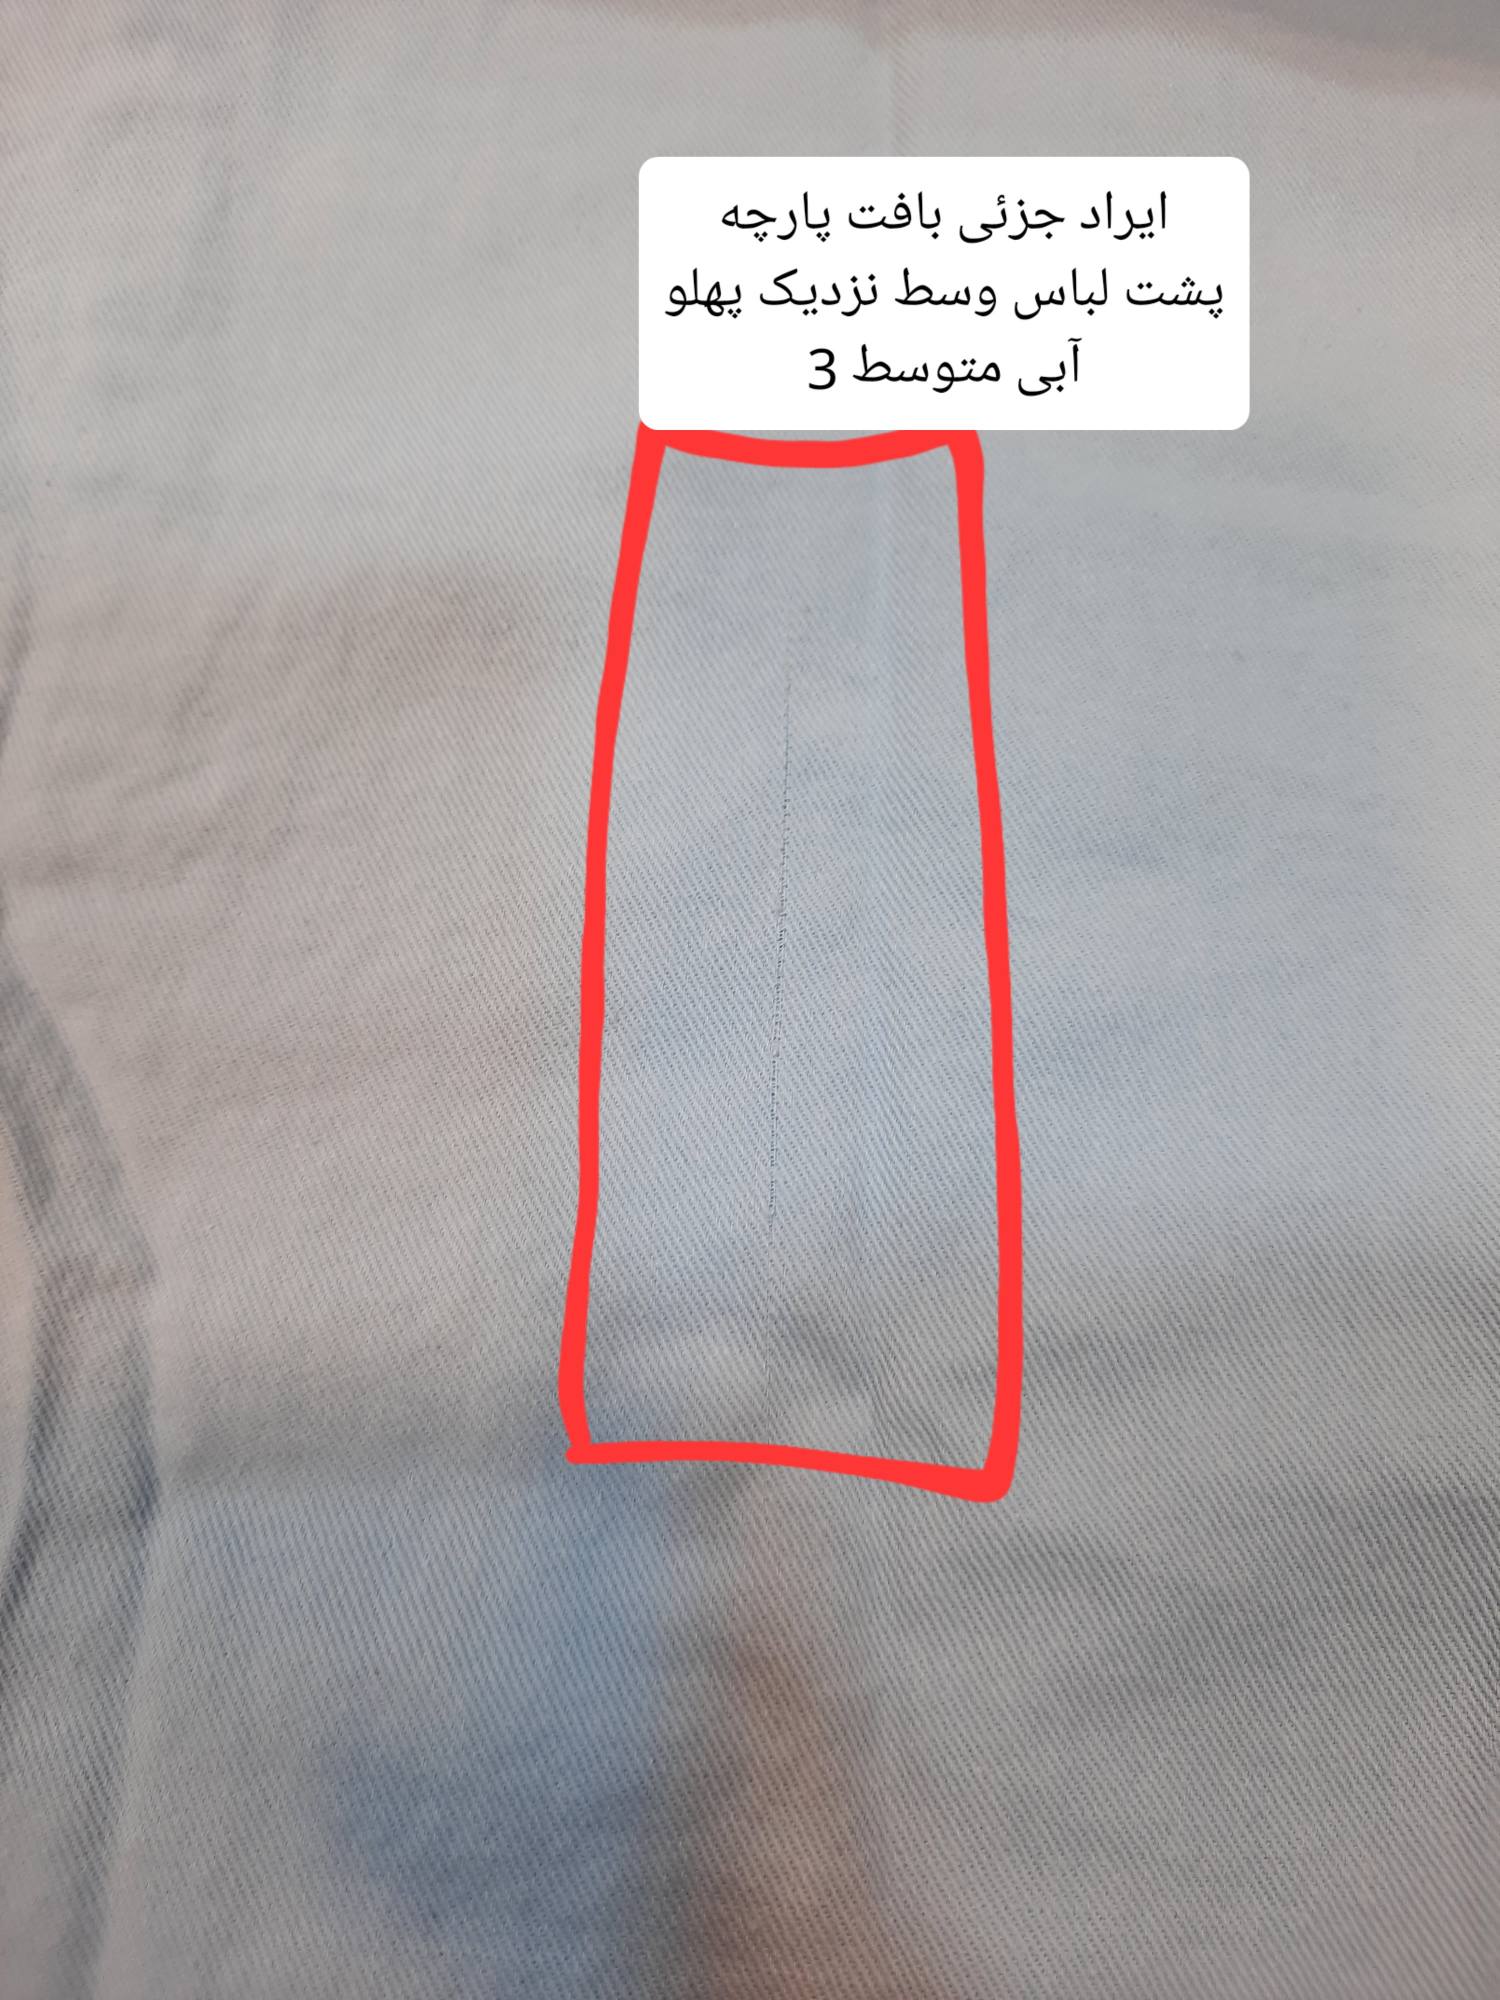 ایراد جزئی بافت پارچه
پشت لباس وسط نزدیک پهلو
آبی متوسط 3